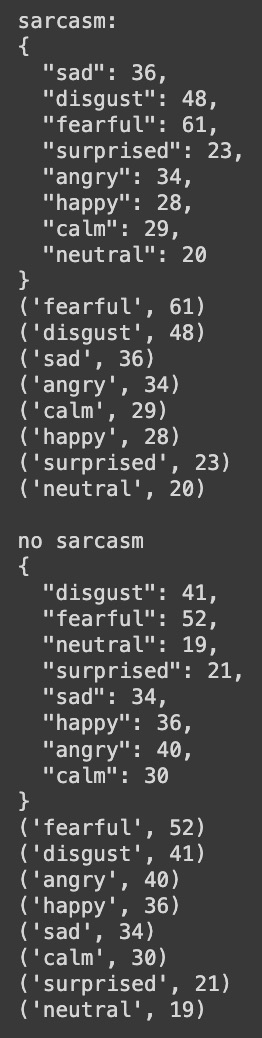 sarcasm:
{
  "sad": 36,
  "disgust": 48,
  "fearful": 61,
  "surprised": 23,
  "angry": 34,
  "happy": 28,
  "calm": 29,
  "neutral": 20
}
('fearful', 61)
('disgust', 48)
('sad', 36)
('angry', 34)
('calm', 29)
('happy', 28)
('surprised', 23)
('neutral', 20)

no sarcasm
{
  "disgust": 41,
  "fearful": 52,
  "neutral": 19,
  "surprised": 21,
  "sad": 34,
  "happy": 36,
  "angry": 40,
  "calm": 30
}
('fearful', 52)
('disgust', 41)
('angry', 40)
('happy', 36)
('sad', 34)
('calm', 30)
('surprised', 21)
('neutral', 19)